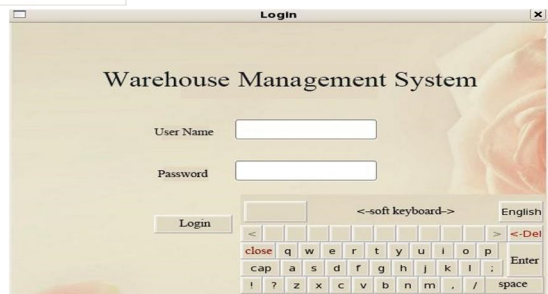 Login
Warehouse Management System
User Name
Password
Login
<-soft keyboard-> English
< > <-Del
close q w e r t y u i o p
cap a s d f g h j k l ; Enter
! ? z x c v b n m , . / space